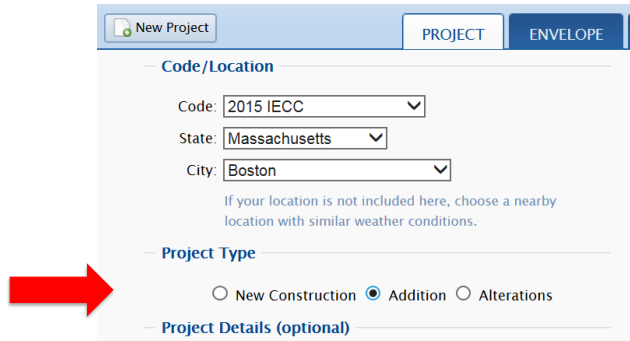 New Project
PROJECT
ENVELOPE
Code/Location
Code: 2015 IECC
State: Massachusetts
City: Boston
If your location is not included here, choose a nearby
location with similar weather conditions.
Project Type
New Construction Addition Alterations
Project Details (optional)